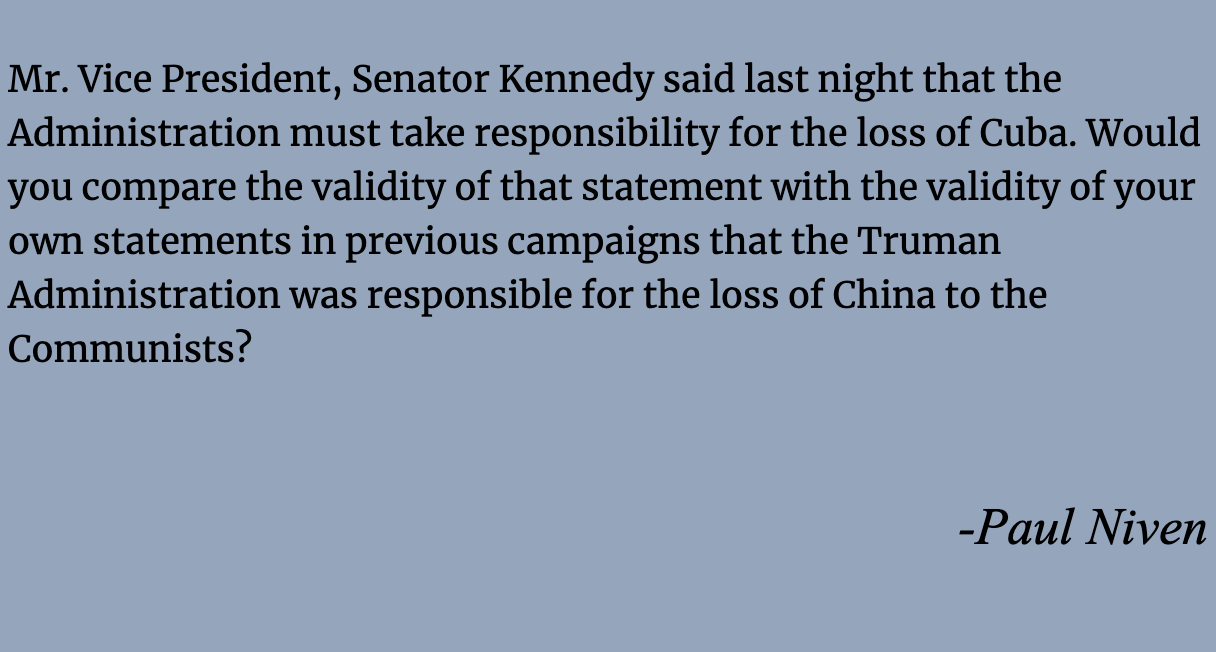 Mr. Vice President, Senator Kennedy said last night that the
Administration must take responsibility for the loss of Cuba. Would
you compare the validity of that statement with the validity of your
own statements in previous campaigns that the Truman
Administration was responsible for the loss of China to the
Communists?
-Paul Niven